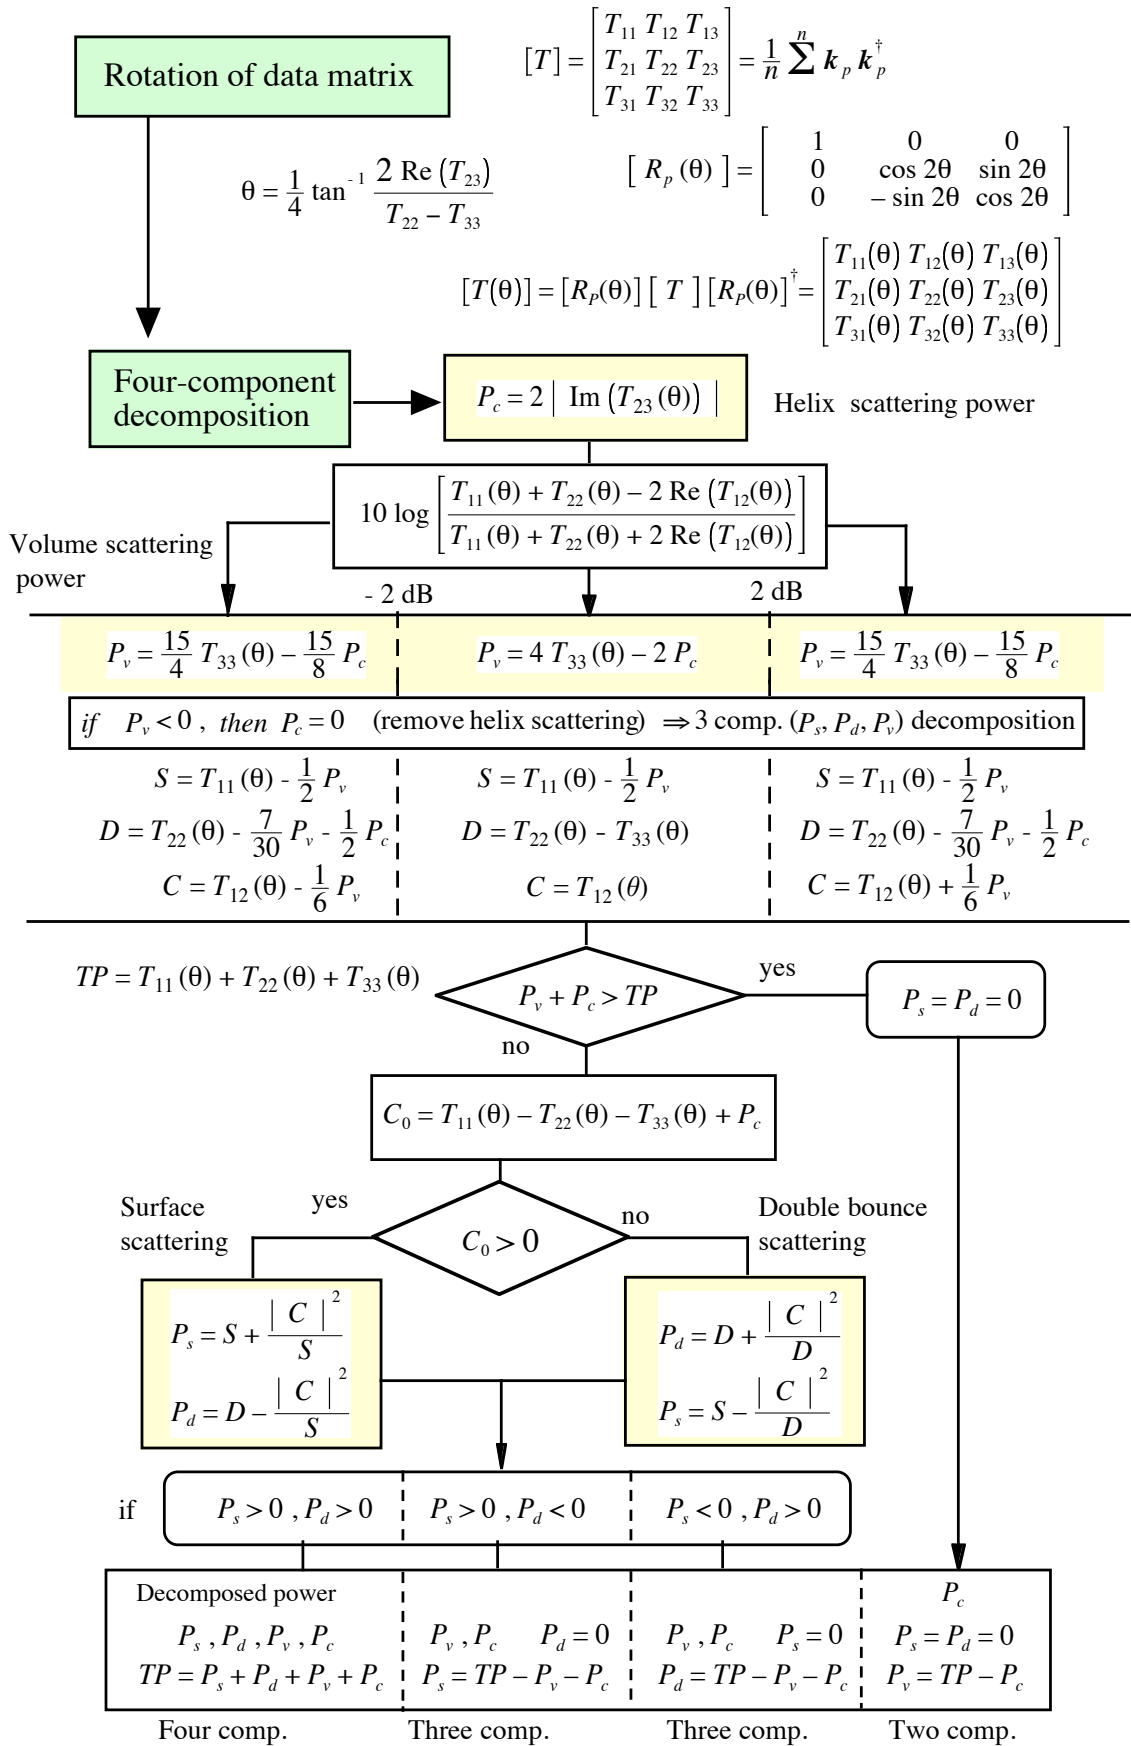 Rotation of data matrix
[T] = [ T11 T12 T13 ; T21 T22 T23 ; T31 T32 T33 ] = 1/n Σ^n k_p k_p^†
θ = 1/4 tan^-1 2 Re (T23) / T22 − T33
[ R_p (θ) ] = [ 1 0 0 ; 0 cos 2θ sin 2θ ; 0 − sin 2θ cos 2θ ]
[T(θ)] = [R_P(θ)] [ T ] [R_P(θ)]^† = [ T11(θ) T12(θ) T13(θ) ; T21(θ) T22(θ) T23(θ) ; T31(θ) T32(θ) T33(θ) ]
Four-component
decomposition
P_c = 2 | Im (T23 (θ)) |
Helix scattering power
10 log [ T11 (θ) + T22 (θ) − 2 Re (T12(θ)) / T11 (θ) + T22 (θ) + 2 Re (T12(θ)) ]
Volume scattering
power
- 2 dB
2 dB
P_v = 15/4 T33 (θ) − 15/8 P_c
P_v = 4 T33 (θ) − 2 P_c
P_v = 15/4 T33 (θ) − 15/8 P_c
if P_v < 0 , then P_c = 0 (remove helix scattering) ⇒ 3 comp. (P_s, P_d, P_v) decomposition
S = T11 (θ) - 1/2 P_v
S = T11 (θ) - 1/2 P_v
S = T11 (θ) - 1/2 P_v
D = T22 (θ) - 7/30 P_v - 1/2 P_c
D = T22 (θ) - T33 (θ)
D = T22 (θ) - 7/30 P_v - 1/2 P_c
C = T12 (θ) - 1/6 P_v
C = T12 (θ)
C = T12 (θ) + 1/6 P_v
TP = T11 (θ) + T22 (θ) + T33 (θ)
P_v + P_c > TP
yes
P_s = P_d = 0
no
C_0 = T11 (θ) − T22 (θ) − T33 (θ) + P_c
Surface
scattering
yes
C_0 > 0
no
Double bounce
scattering
P_s = S + | C |^2 / S
P_d = D − | C |^2 / S
P_d = D + | C |^2 / D
P_s = S − | C |^2 / D
if
P_s > 0 , P_d > 0
P_s > 0 , P_d < 0
P_s < 0 , P_d > 0
Decomposed power
P_s , P_d , P_v , P_c
TP = P_s + P_d + P_v + P_c
P_v , P_c P_d = 0
P_s = TP − P_v − P_c
P_v , P_c P_s = 0
P_d = TP − P_v − P_c
P_c
P_s = P_d = 0
P_v = TP − P_c
Four comp.
Three comp.
Three comp.
Two comp.